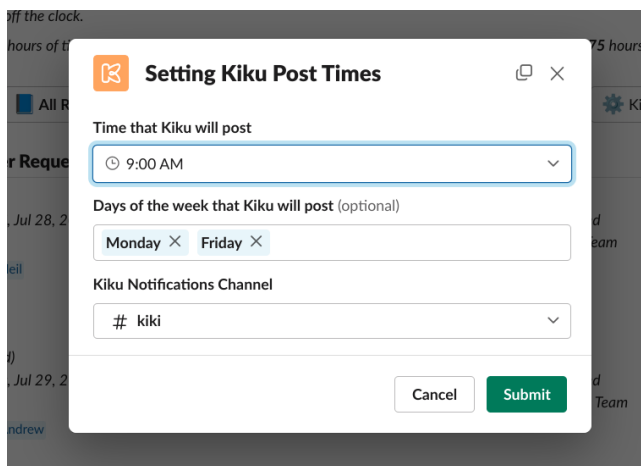 off the clock.
hours of ti
75 hours
Setting Kiku Post Times
All R
Ki
Time that Kiku will post
r Reque
9:00 AM
Days of the week that Kiku will post (optional)
, Jul 28, 2
d
Monday Friday
eam
leil
Kiku Notifications Channel
# kiki
d)
, Jul 29, 2
d
Cancel Submit
Team
ndrew